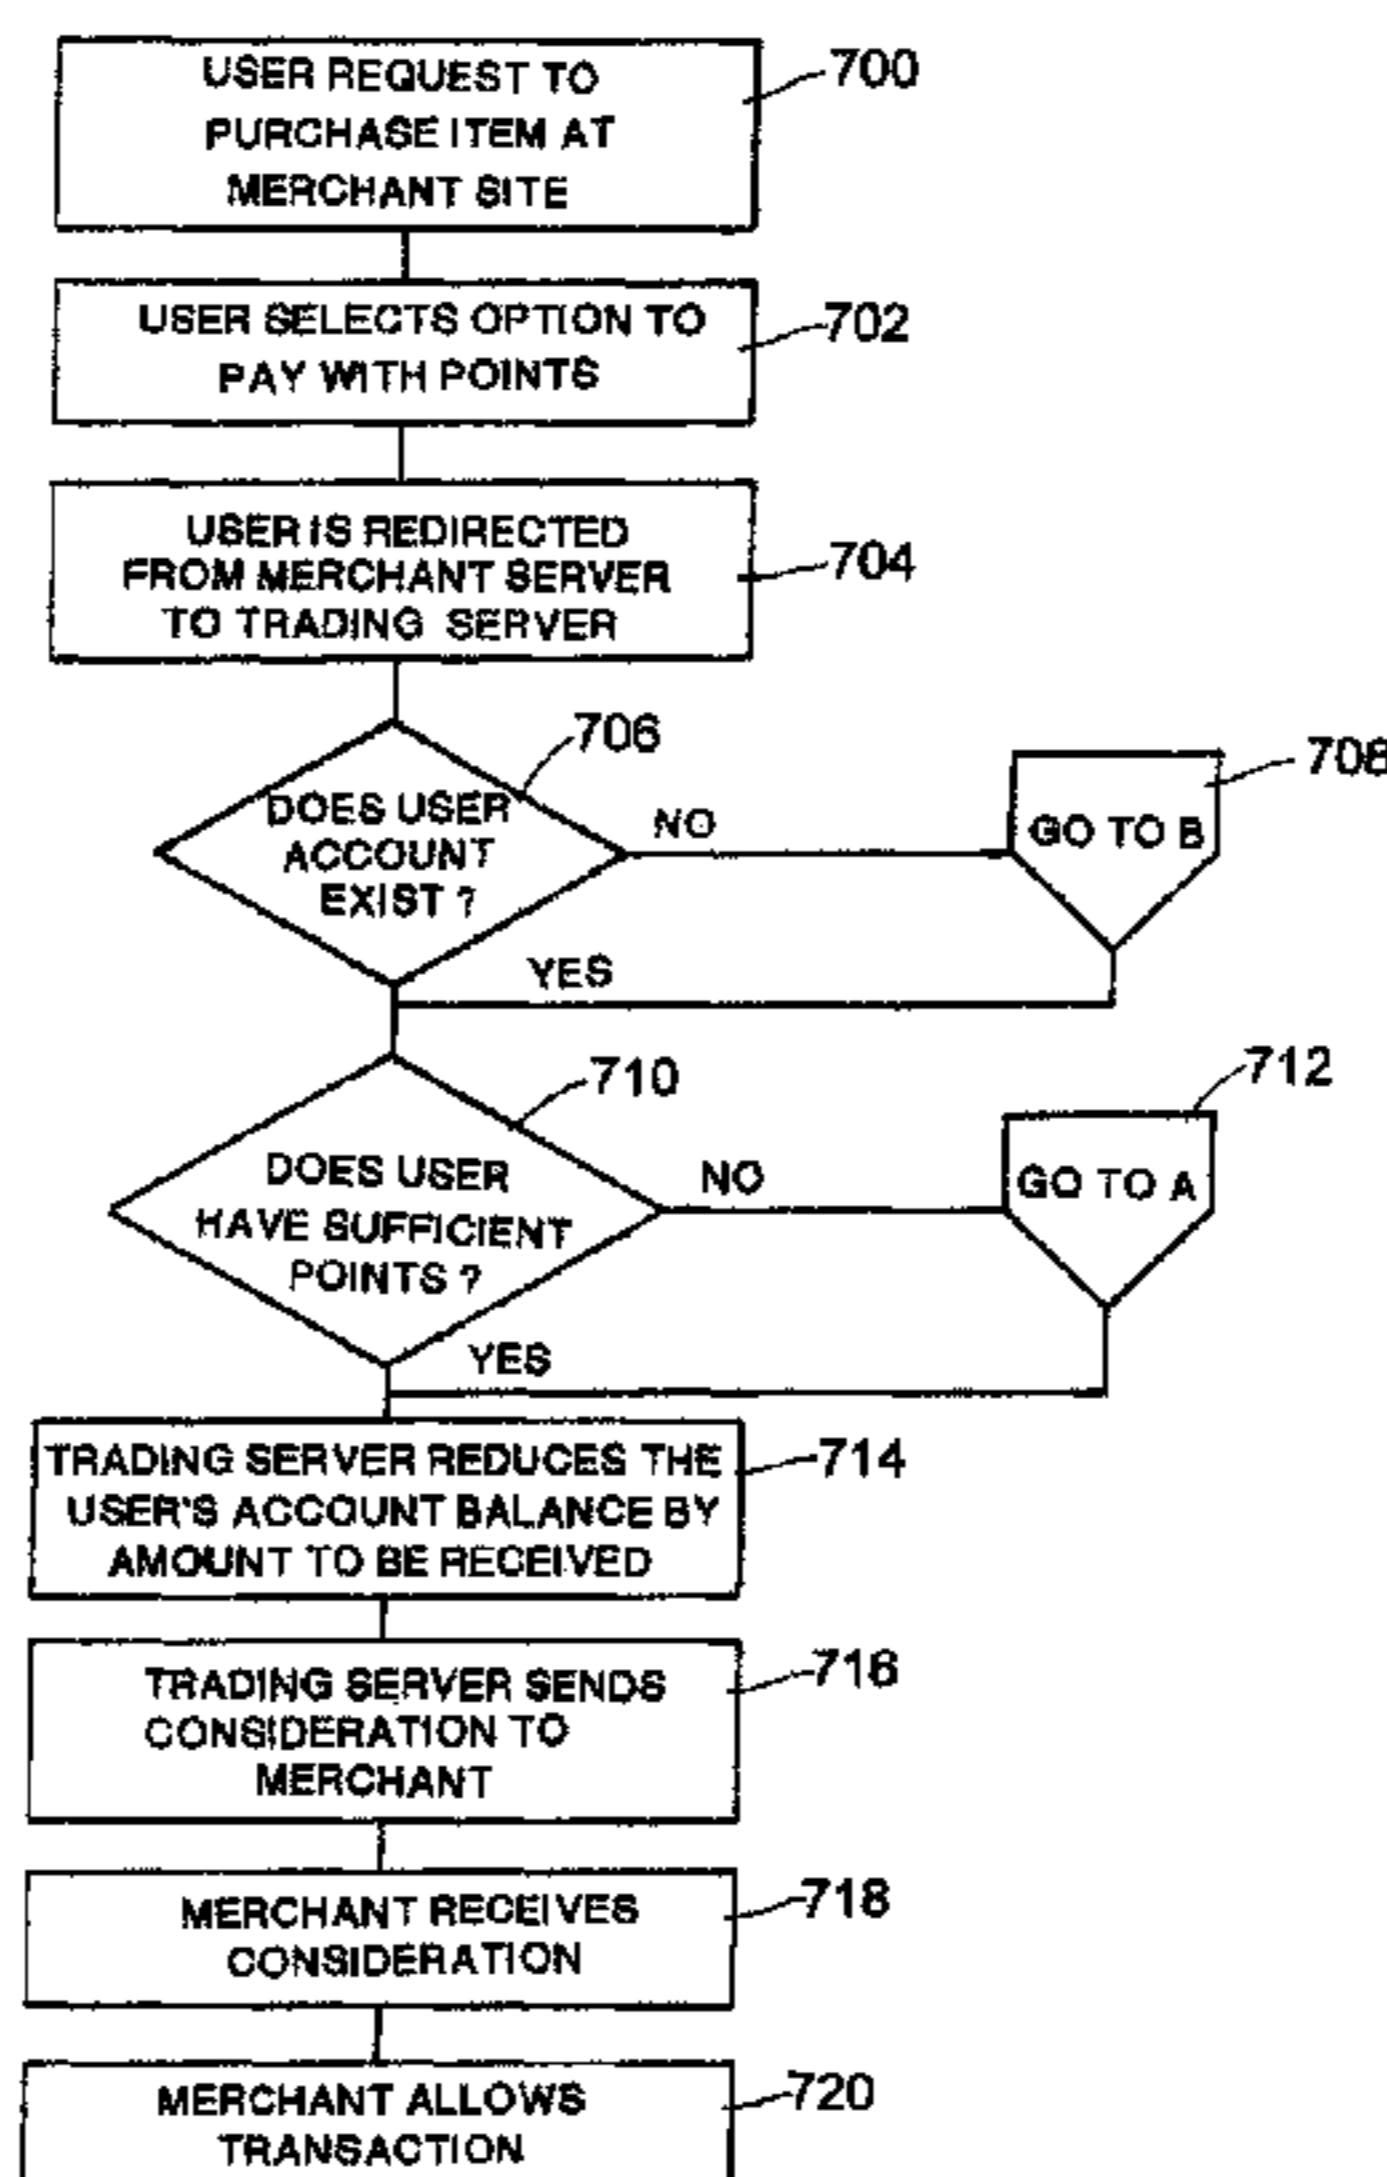 USER REQUEST TO
PURCHASE ITEM AT
MERCHANT SITE
700
USER SELECTS OPTION TO
PAY WITH POINTS
702
USER IS REDIRECTED
FROM MERCHANT SERVER
TO TRADING SERVER
704
DOES USER
ACCOUNT
EXIST ?
706
NO
GO TO B
708
YES
DOES USER
HAVE SUFFICIENT
POINTS ?
710
NO
GO TO A
712
YES
TRADING SERVER REDUCES THE
USER'S ACCOUNT BALANCE BY
AMOUNT TO BE RECEIVED
714
TRADING SERVER SENDS
CONSIDERATION TO
MERCHANT
716
MERCHANT RECEIVES
CONSIDERATION
718
MERCHANT ALLOWS
TRANSACTION
720